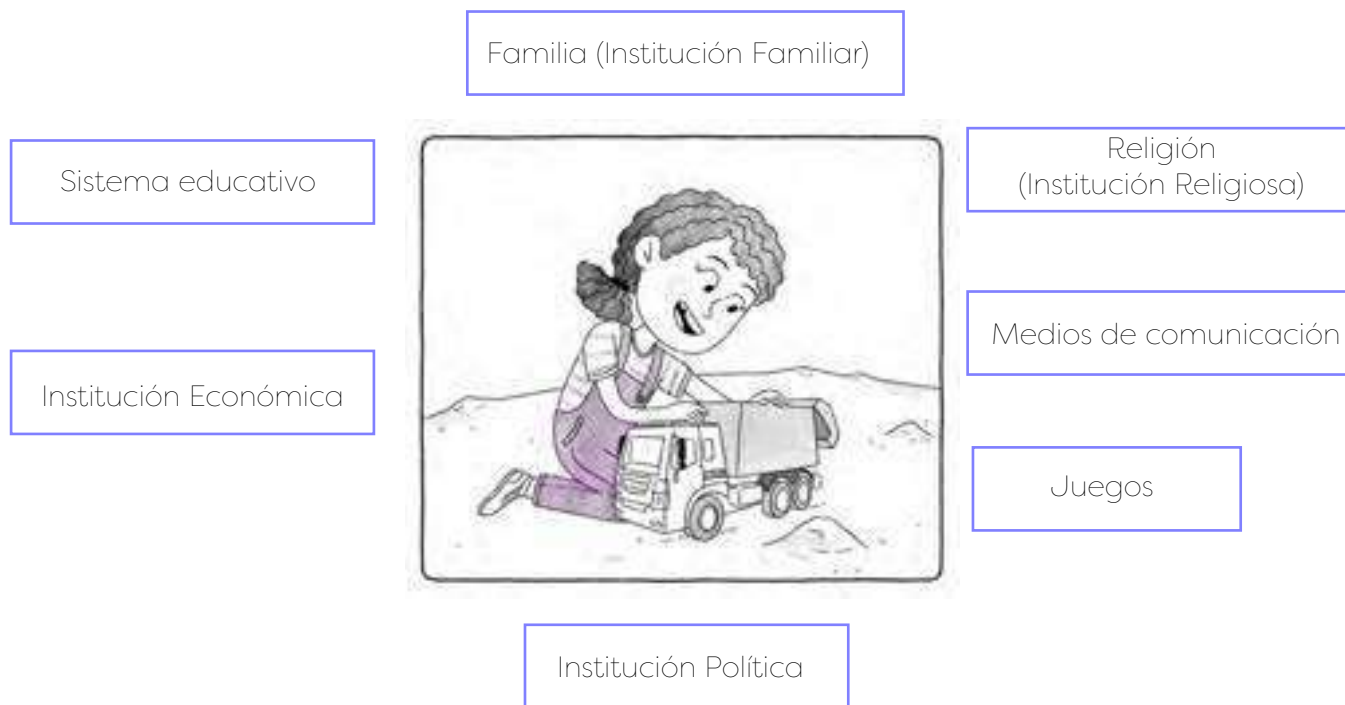 Familia (Institución Familiar)
Sistema educativo
Religión
(Institución Religiosa)
Medios de comunicación
Institución Económica
Juegos
Institución Política